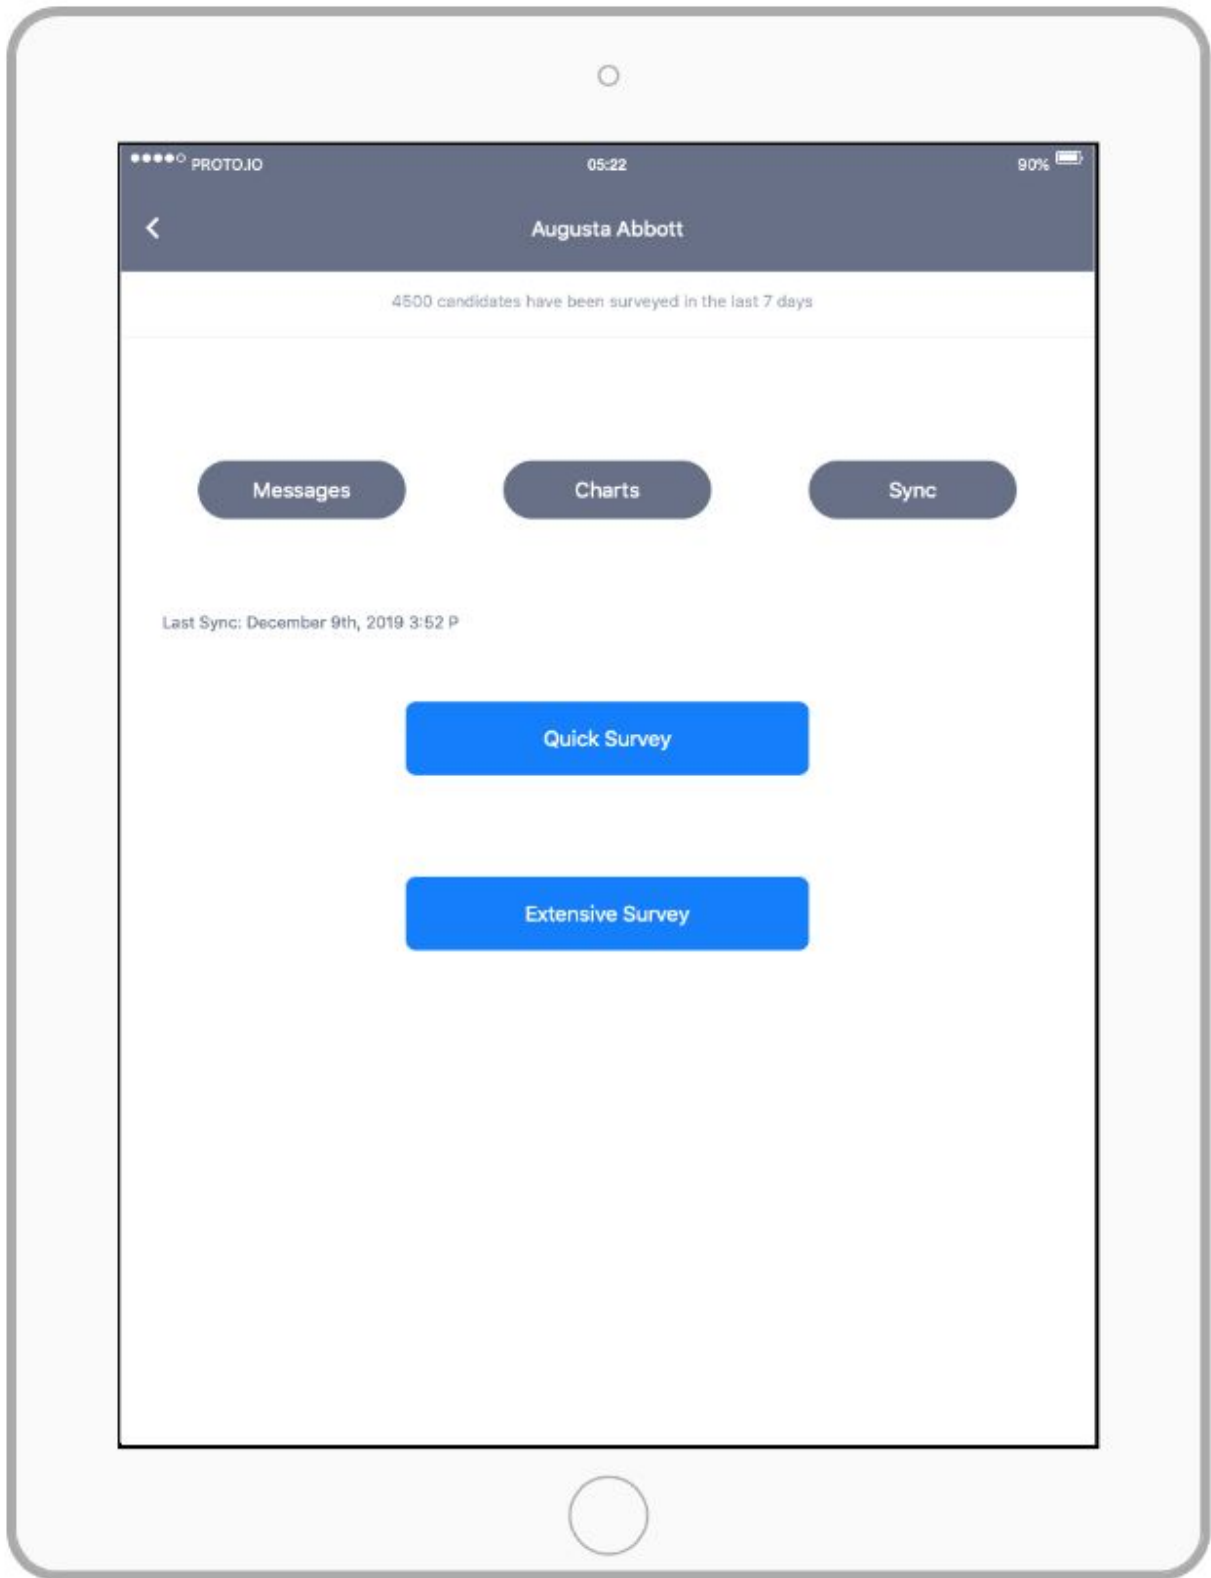 PROTO.IO 05:22 90%
Augusta Abbott
4500 candidates have been surveyed in the last 7 days
Messages Charts Sync
Last Sync: December 9th, 2019 3:52 P
Quick Survey
Extensive Survey